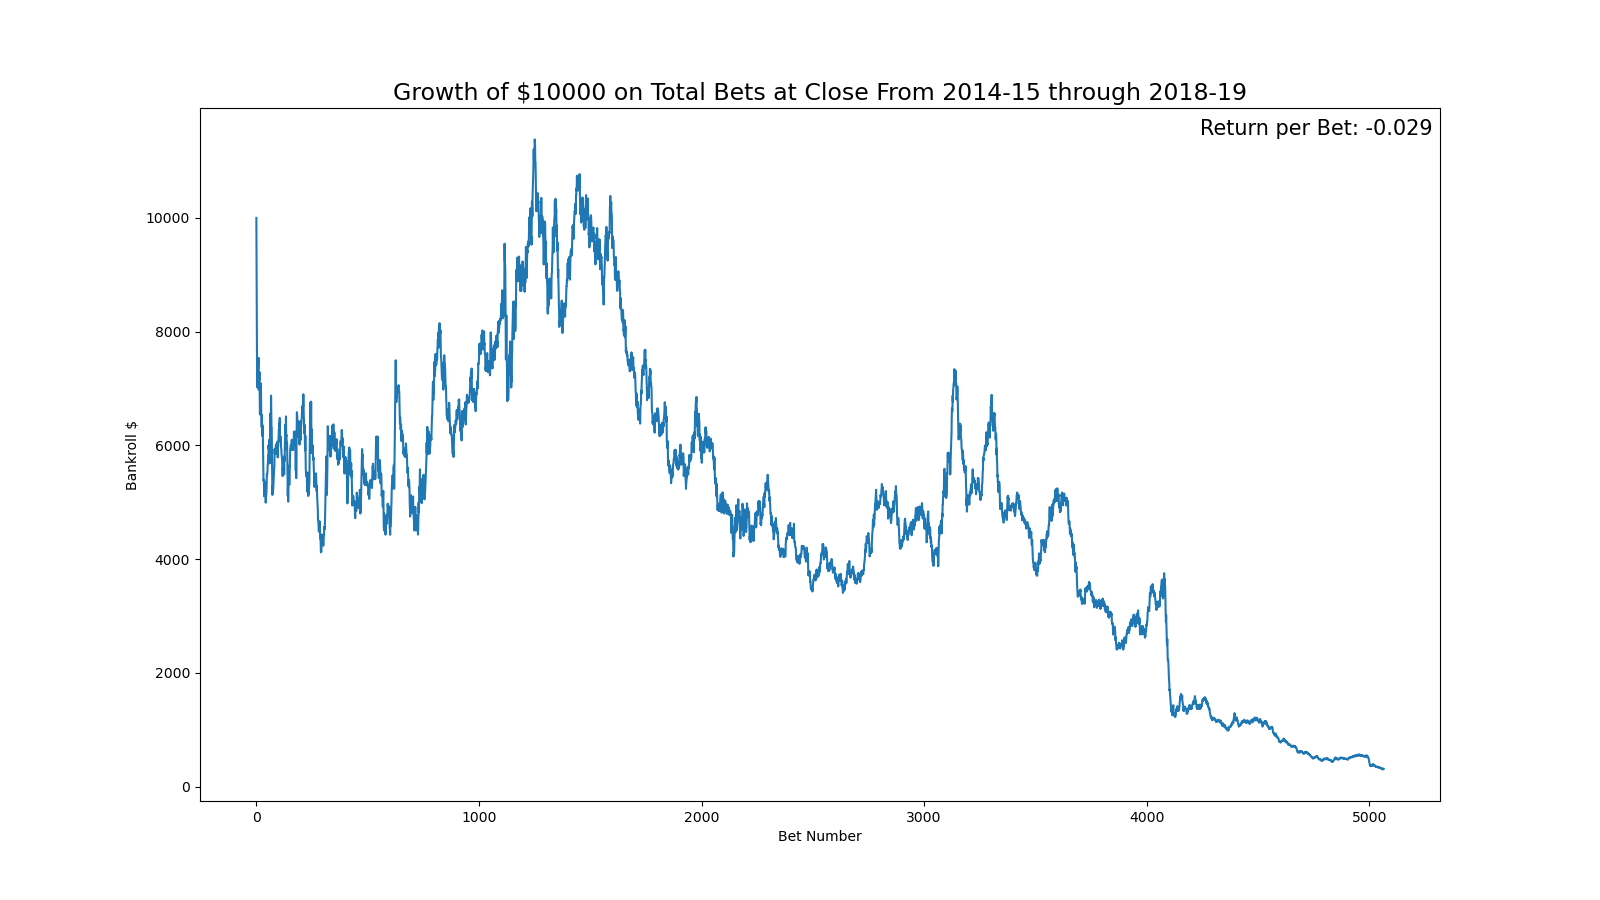 Growth of $10000 on Total Bets at Close From 2014-15 through 2018-19
Return per Bet: -0.029
10000
8000
6000
4000
2000
0
Bankroll $
0 1000 2000 3000 4000 5000
Bet Number